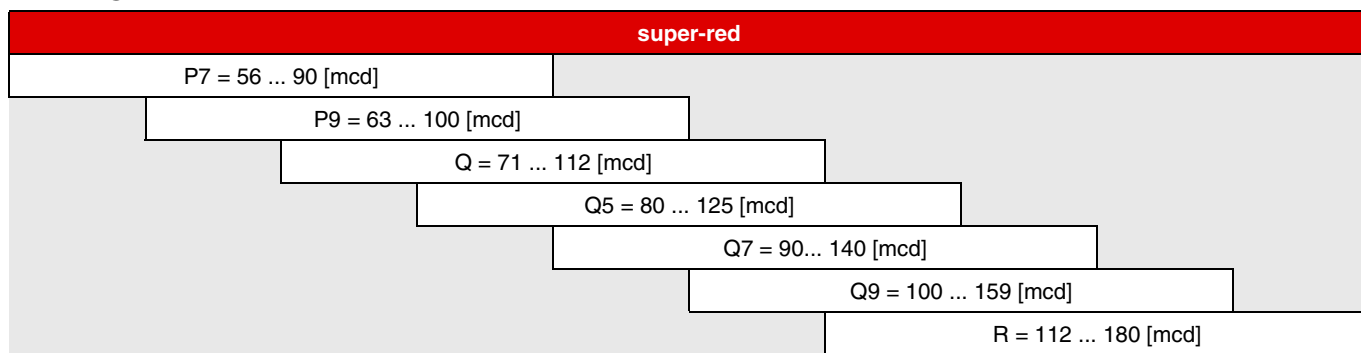 super-red
P7 = 56 ... 90 [mcd]
P9 = 63 ... 100 [mcd]
Q = 71 ... 112 [mcd]
Q5 = 80 ... 125 [mcd]
Q7 = 90... 140 [mcd]
Q9 = 100 ... 159 [mcd]
R = 112 ... 180 [mcd]